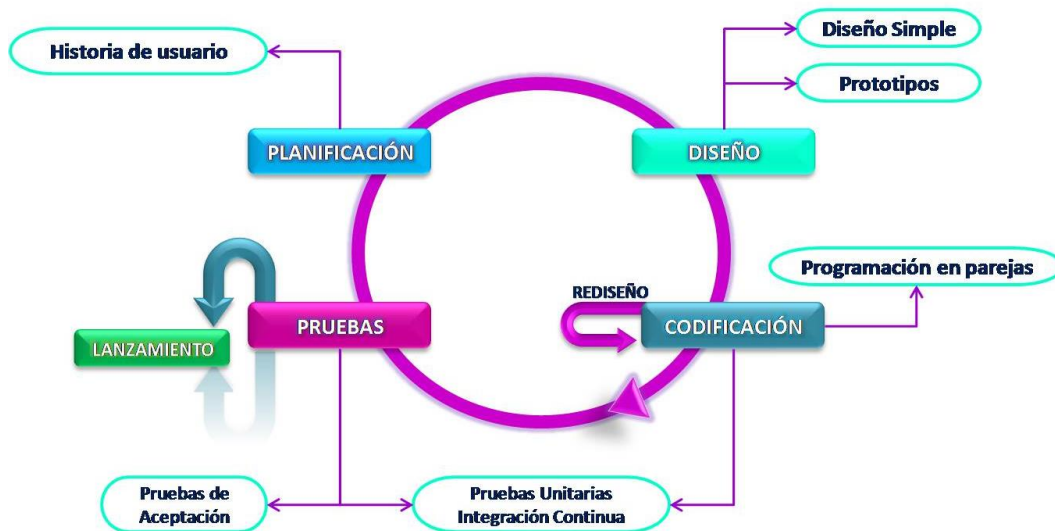 Historia de usuario
Diseño Simple
Prototipos
PLANIFICACIÓN
DISEÑO
Programación en parejas
REDISEÑO
PRUEBAS
CODIFICACIÓN
LANZAMIENTO
Pruebas de
Aceptación
Pruebas Unitarias
Integración Continua